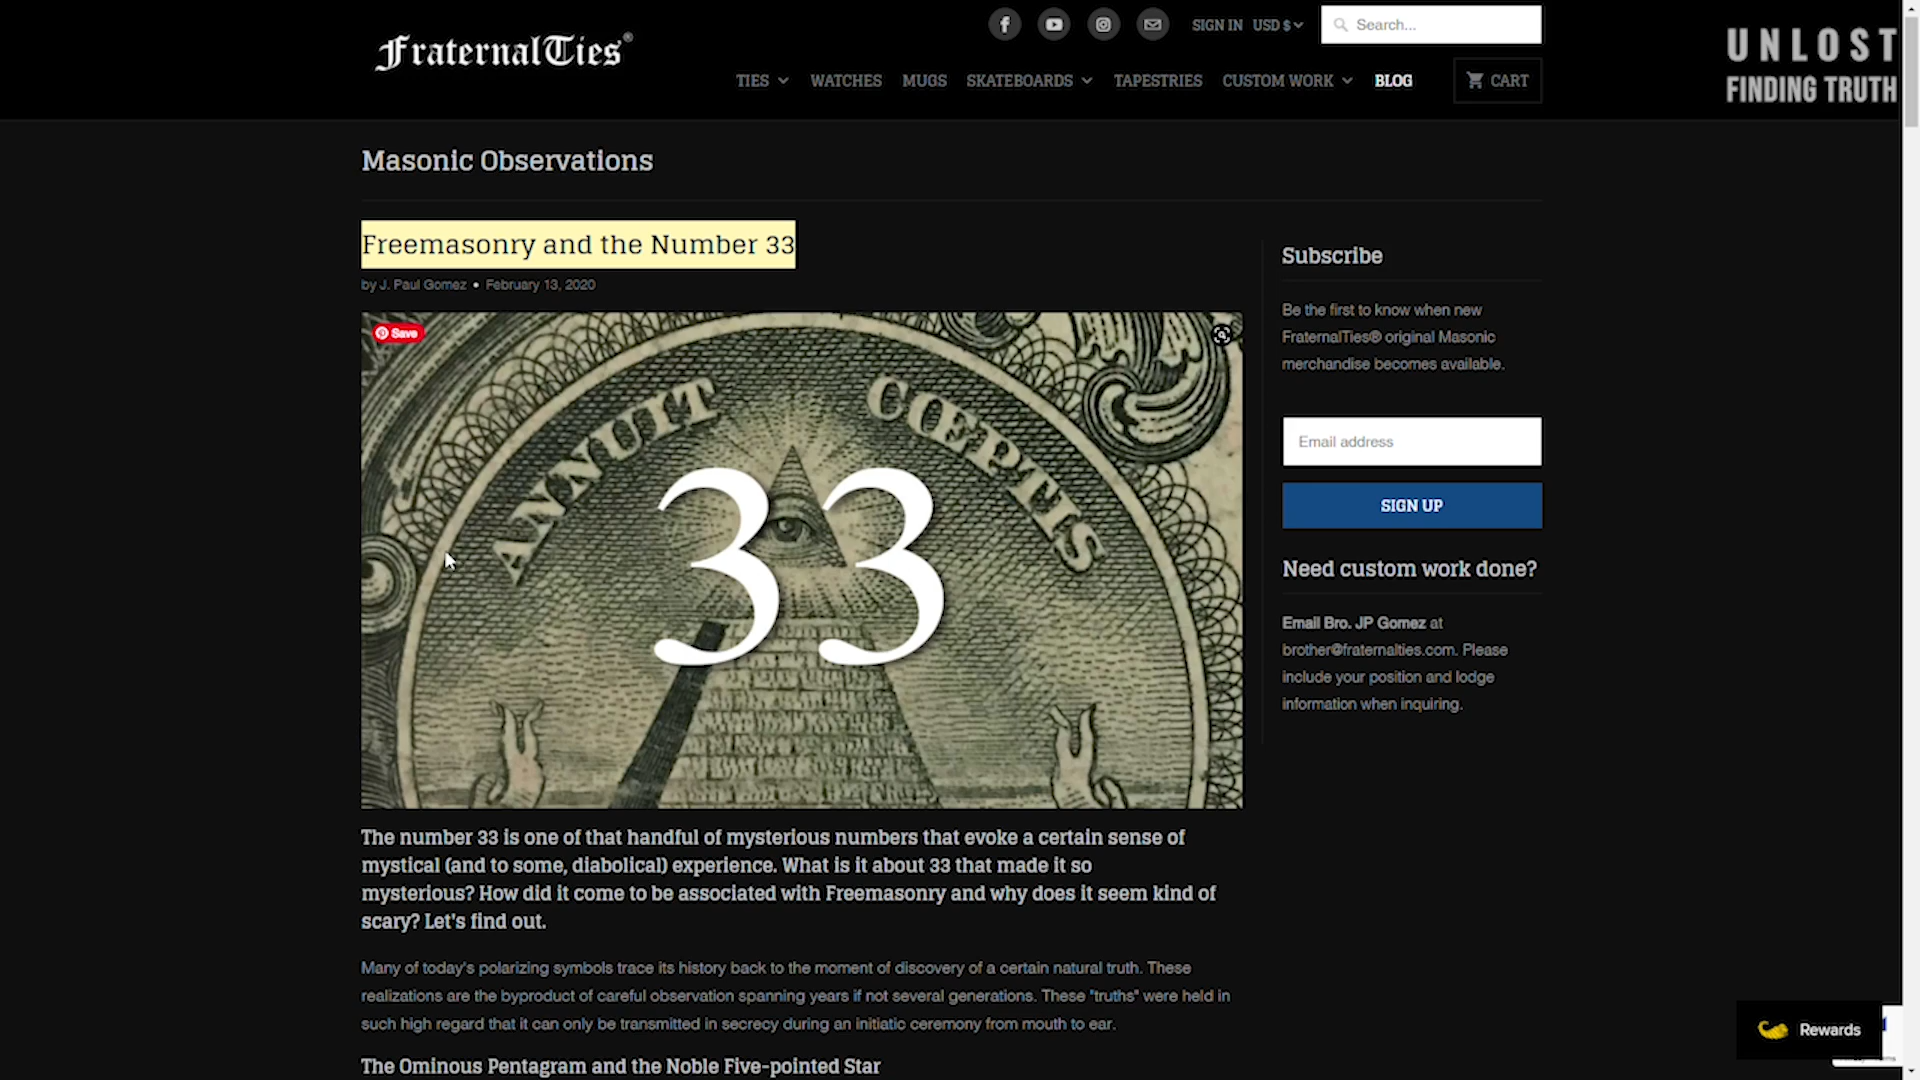 FraternalTies®
SIGN IN USD $
Search...
UNLOST
FINDING TRUTH
TIES WATCHES MUGS SKATEBOARDS TAPESTRIES CUSTOM WORK BLOG CART
Masonic Observations
Freemasonry and the Number 33
by J. Paul Gomez • February 13, 2020
Save
ANNUIT CŒPTIS
33
The number 33 is one of that handful of mysterious numbers that evoke a certain sense of
mystical (and to some, diabolical) experience. What is it about 33 that made it so
mysterious? How did it come to be associated with Freemasonry and why does it seem kind of
scary? Let's find out.
Many of today's polarizing symbols trace its history back to the moment of discovery of a certain natural truth. These
realizations are the byproduct of careful observation spanning years if not several generations. These "truths" were held in
such high regard that it can only be transmitted in secrecy during an initiatic ceremony from mouth to ear.
The Ominous Pentagram and the Noble Five-pointed Star
Subscribe
Be the first to know when new
FraternalTies® original Masonic
merchandise becomes available.
Email address
SIGN UP
Need custom work done?
Email Bro. JP Gomez at
brother@fraternalties.com. Please
include your position and lodge
information when inquiring.
Rewards